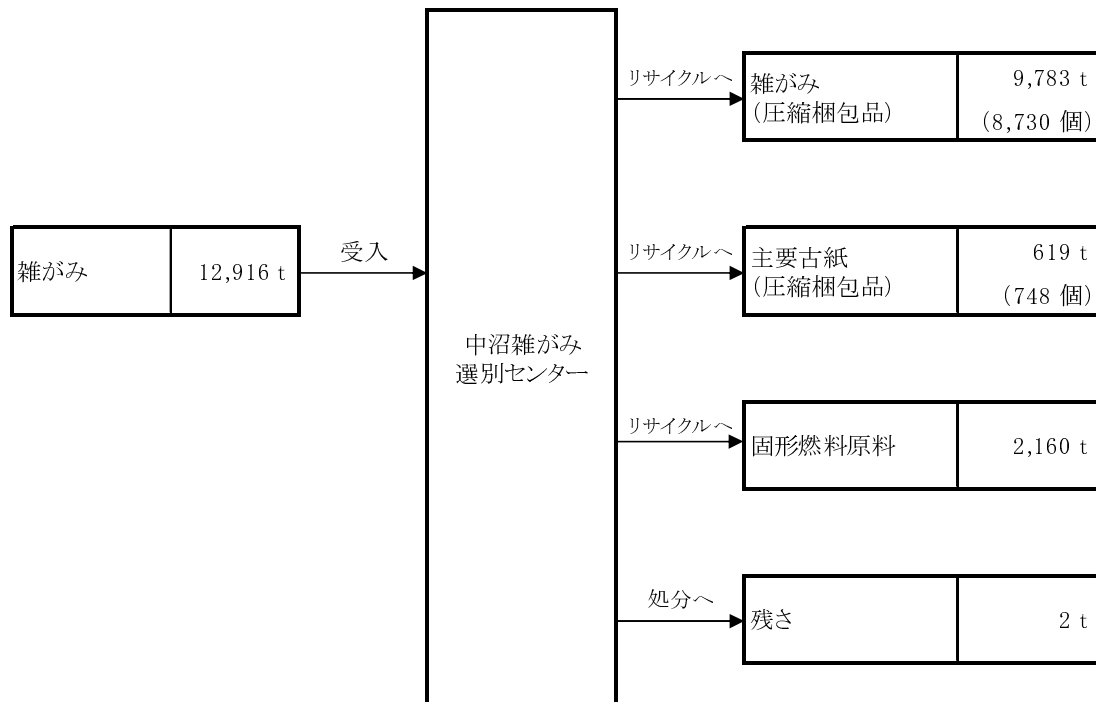 雑がみ
12,916 t
受入
中沼雑がみ
選別センター
リサイクルへ
雑がみ
(圧縮梱包品)
9,783 t
(8,730 個)
リサイクルへ
主要古紙
(圧縮梱包品)
619 t
(748 個)
リサイクルへ
固形燃料原料
2,160 t
処分へ
残さ
2 t